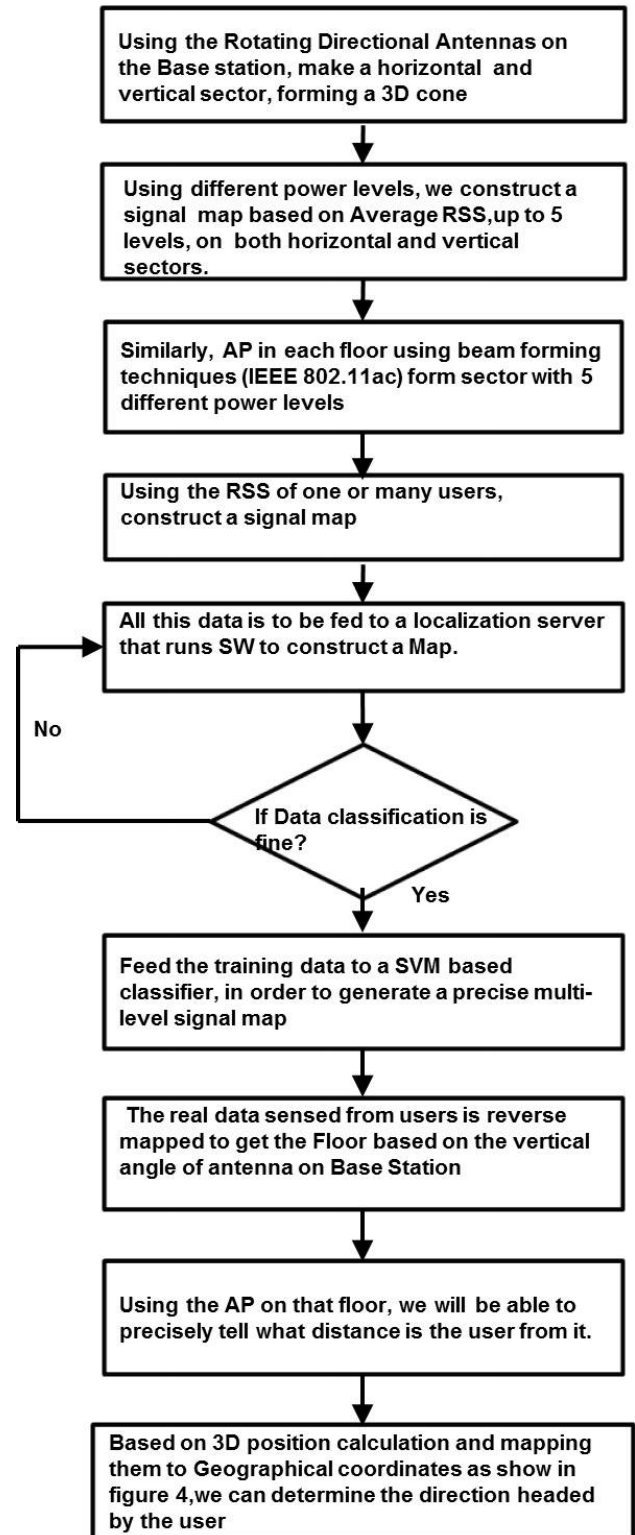 Using the Rotating Directional Antennas on
the Base station, make a horizontal and
vertical sector, forming a 3D cone
Using different power levels, we construct a
signal map based on Average RSS,up to 5
levels, on both horizontal and vertical
sectors.
Similarly, AP in each floor using beam forming
techniques (IEEE 802.11ac) form sector with 5
different power levels
Using the RSS of one or many users,
construct a signal map
All this data is to be fed to a localization server
that runs SW to construct a Map.
No
If Data classification is
fine?
Yes
Feed the training data to a SVM based
classifier, in order to generate a precise multi-
level signal map
The real data sensed from users is reverse
mapped to get the Floor based on the vertical
angle of antenna on Base Station
Using the AP on that floor, we will be able to
precisely tell what distance is the user from it.
Based on 3D position calculation and mapping
them to Geographical coordinates as show in
figure 4,we can determine the direction headed
by the user